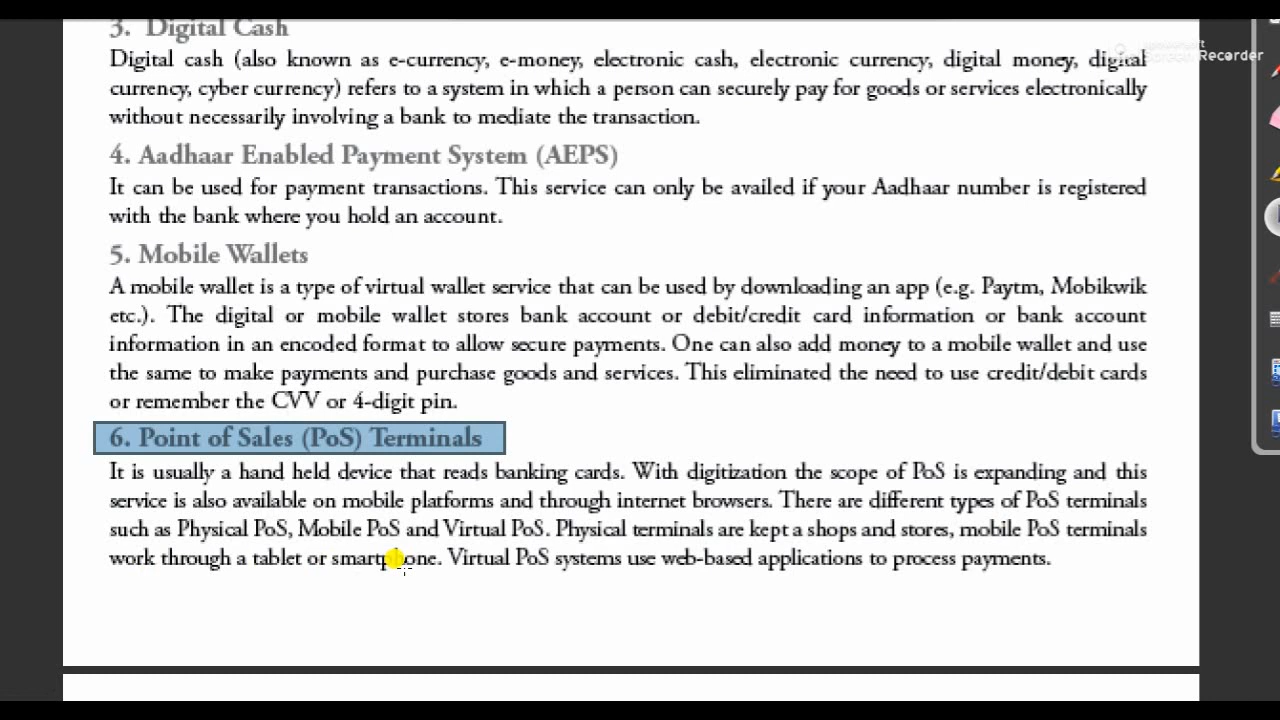 3. Digital Cash
Screen Recorder
Digital cash (also known as e-currency, e-money, electronic cash, electronic currency, digital money, digital
currency, cyber currency) refers to a system in which a person can securely pay for goods or services electronically
without necessarily involving a bank to mediate the transaction.
4. Aadhaar Enabled Payment System (AEPS)
It can be used for payment transactions. This service can only be availed if your Aadhaar number is registered
with the bank where you hold an account.
5. Mobile Wallets
A mobile wallet is a type of virtual wallet service that can be used by downloading an app (e.g. Paytm, Mobikwik
etc.). The digital or mobile wallet stores bank account or debit/credit card information or bank account
information in an encoded format to allow secure payments. One can also add money to a mobile wallet and use
the same to make payments and purchase goods and services. This eliminated the need to use credit/debit cards
or remember the CVV or 4-digit pin.
6. Point of Sales (PoS) Terminals
It is usually a hand held device that reads banking cards. With digitization the scope of PoS is expanding and this
service is also available on mobile platforms and through internet browsers. There are different types of PoS terminals
such as Physical PoS, Mobile PoS and Virtual PoS. Physical terminals are kept a shops and stores, mobile PoS terminals
work through a tablet or smartphone. Virtual PoS systems use web-based applications to process payments.